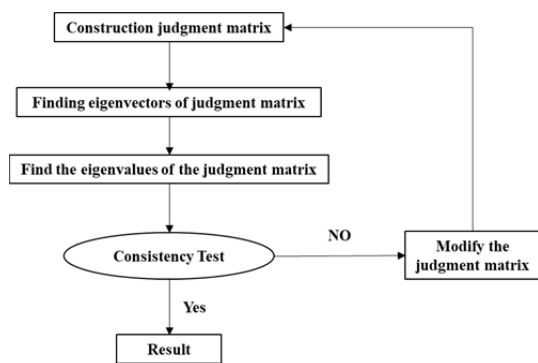 Construction judgment matrix
Finding eigenvectors of judgment matrix
Find the eigenvalues of the judgment matrix
Consistency Test
NO
Modify the
judgment matrix
Yes
Result